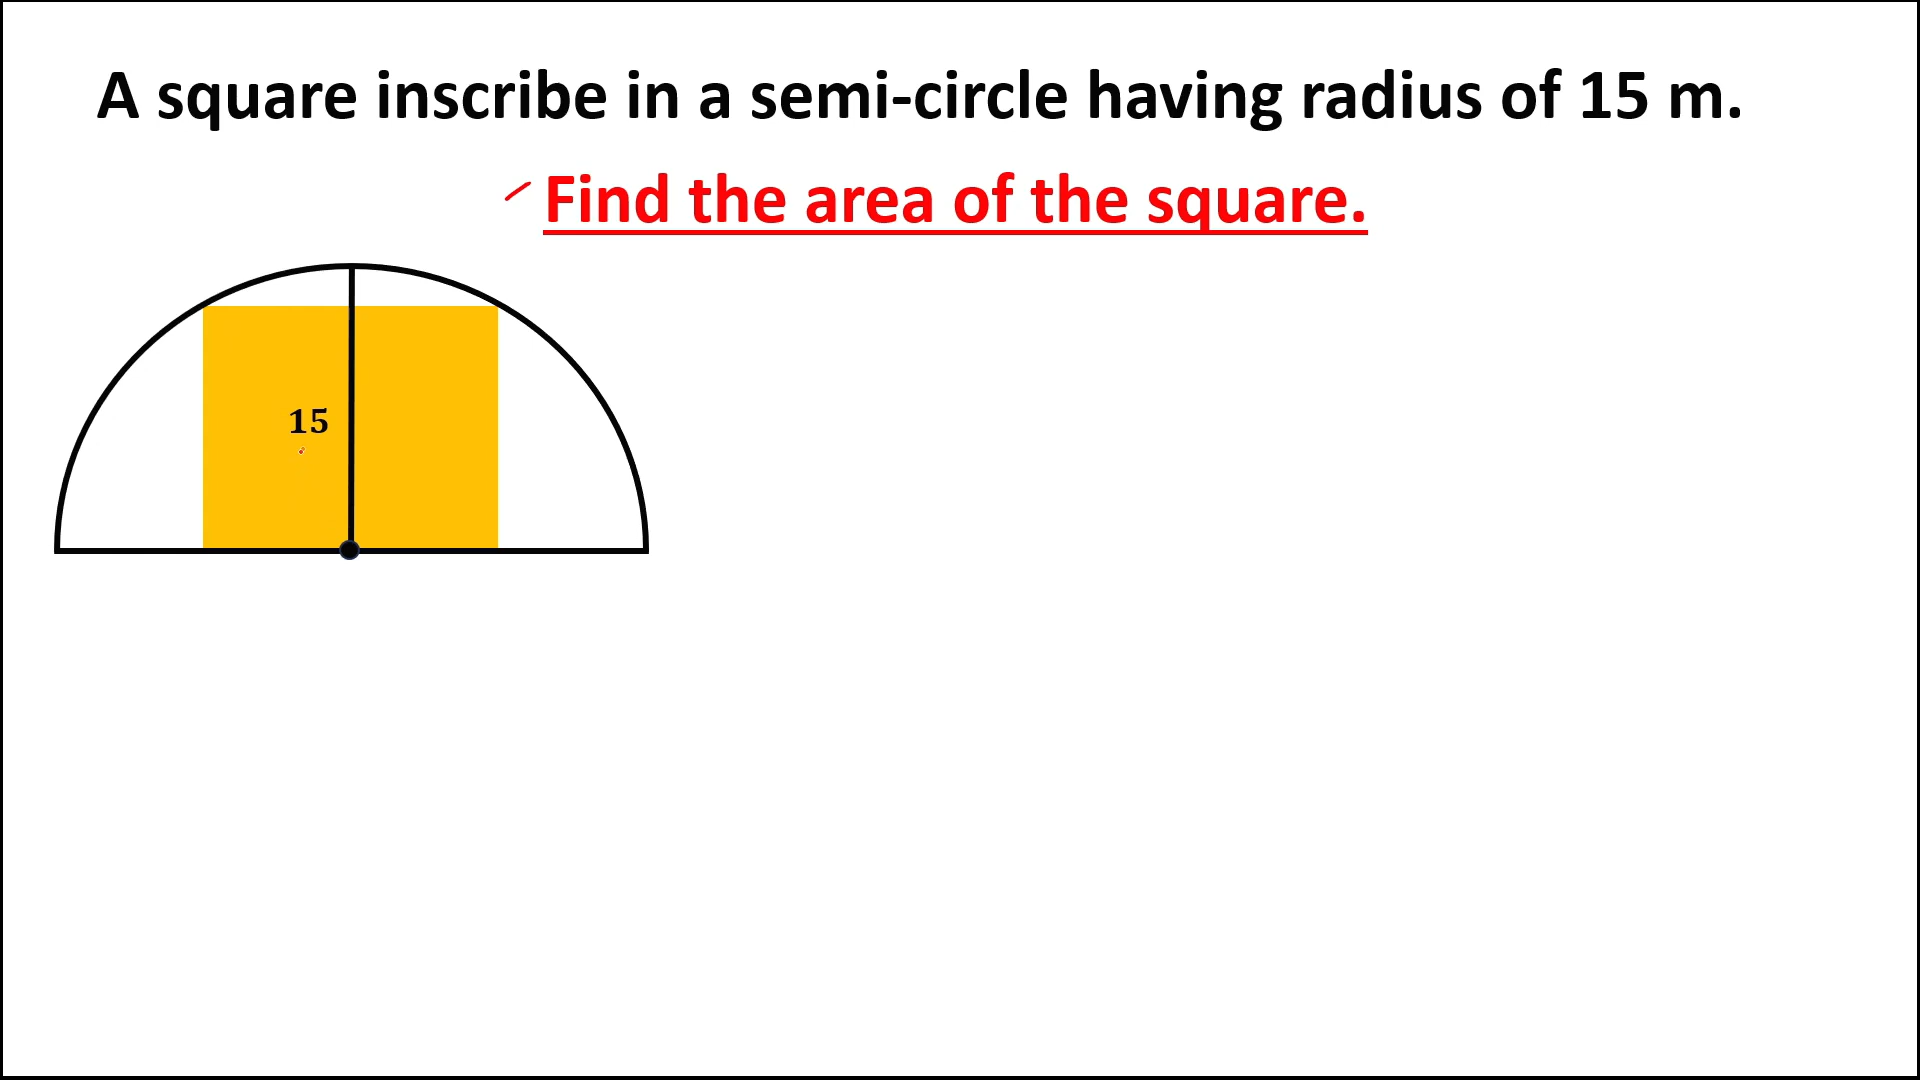 A square inscribe in a semi-circle having radius of 15 m.
Find the area of the square.
15